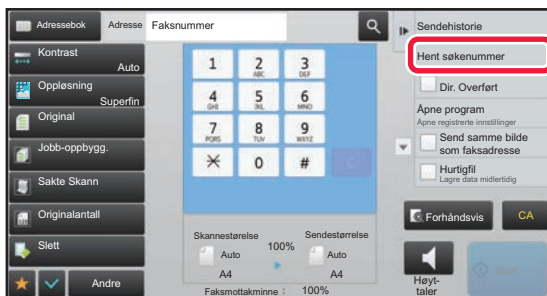 Adressebok
Adresse
Faksnummer
Sendehistorie
Kontrast
Auto
Hent søkenummer
Oppløsning
Superfin
Dir. Overført
Original
Åpne program
Åpne registrerte innstillinger
Jobb-oppbygg.
Send samme bilde
som faksadresse
Sakte Skann
Hurtigfil
Lagre data midlertidig
Originalantall
Slett
Andre
1
2 ABC
3 DEF
4 GHI
5 JKL
6 MNO
7 PQRS
8 TUV
9 WXYZ
0
#
C
Skannestørelse
Sendestørrelse
100%
Auto
A4
Auto
A4
Faksmottakminne : 100%
Forhåndsvis
CA
Høyt-
taler
Start